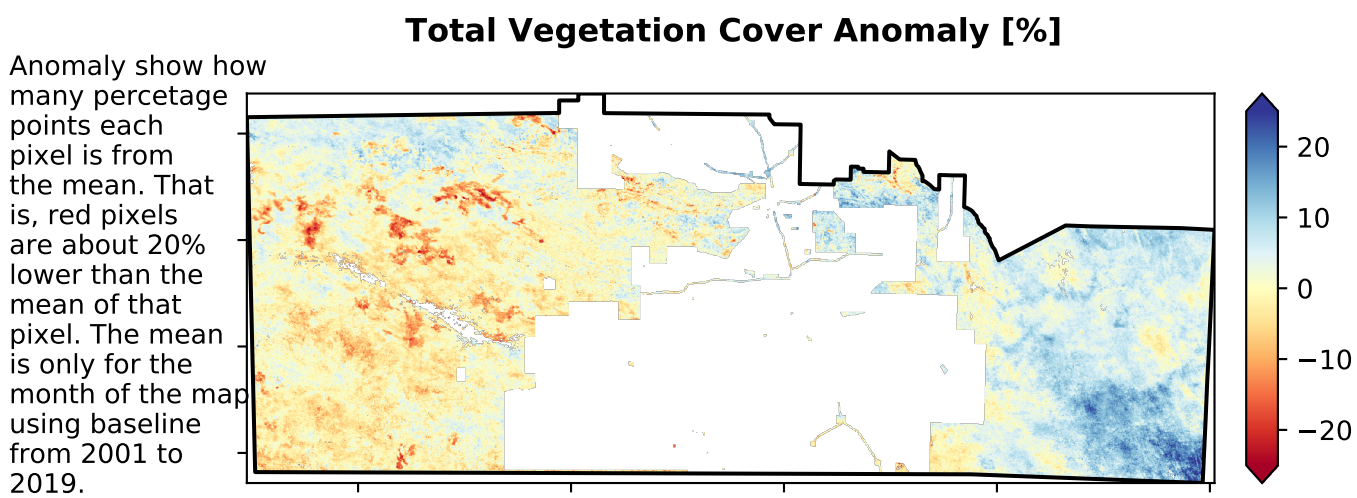 Total Vegetation Cover Anomaly [%]
Anomaly show how
many percetage
points each
pixel is from
the mean. That
is, red pixels
are about 20%
lower than the
mean of that
pixel. The mean
is only for the
month of the map
using baseline
from 2001 to
2019.
20
10
0
−10
−20